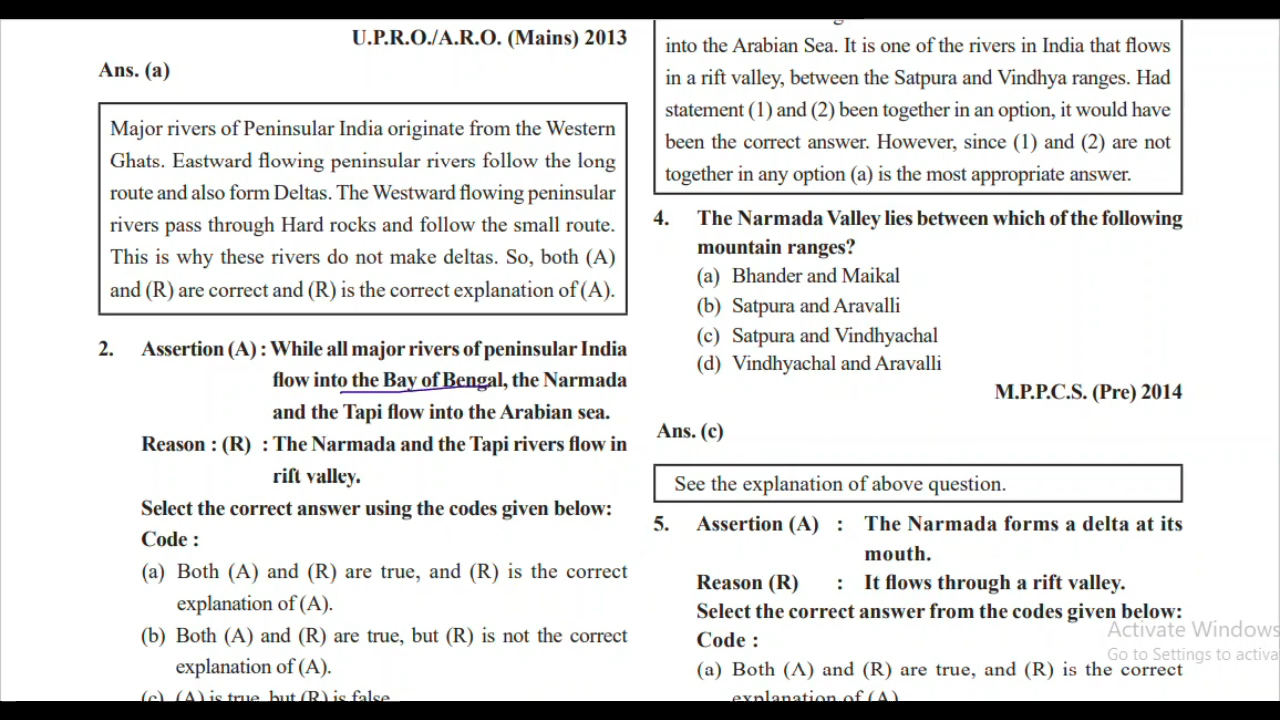 U.P.R.O./A.R.O. (Mains) 2013
Ans. (a)
Major rivers of Peninsular India originate from the Western
Ghats. Eastward flowing peninsular rivers follow the long
route and also form Deltas. The Westward flowing peninsular
rivers pass through Hard rocks and follow the small route.
This is why these rivers do not make deltas. So, both (A)
and (R) are correct and (R) is the correct explanation of (A).
2. Assertion (A) : While all major rivers of peninsular India
flow into the Bay of Bengal, the Narmada
and the Tapi flow into the Arabian sea.
Reason : (R) : The Narmada and the Tapi rivers flow in
rift valley.
Select the correct answer using the codes given below:
Code :
(a) Both (A) and (R) are true, and (R) is the correct
explanation of (A).
(b) Both (A) and (R) are true, but (R) is not the correct
explanation of (A).
(c) (A) is true, but (R) is false
into the Arabian Sea. It is one of the rivers in India that flows
in a rift valley, between the Satpura and Vindhya ranges. Had
statement (1) and (2) been together in an option, it would have
been the correct answer. However, since (1) and (2) are not
together in any option (a) is the most appropriate answer.
4. The Narmada Valley lies between which of the following
mountain ranges?
(a) Bhander and Maikal
(b) Satpura and Aravalli
(c) Satpura and Vindhyachal
(d) Vindhyachal and Aravalli
M.P.P.C.S. (Pre) 2014
Ans. (c)
See the explanation of above question.
5. Assertion (A) : The Narmada forms a delta at its
mouth.
Reason (R) : It flows through a rift valley.
Select the correct answer from the codes given below:
Code :
(a) Both (A) and (R) are true, and (R) is the correct
explanation of (A)
Activate Windows
Go to Settings to activa